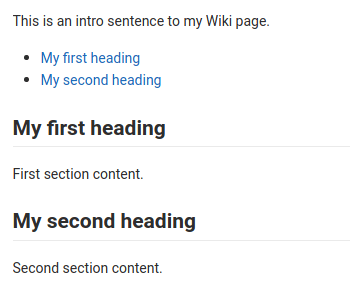 This is an intro sentence to my Wiki page.
My first heading
My second heading
My first heading
First section content.
My second heading
Second section content.